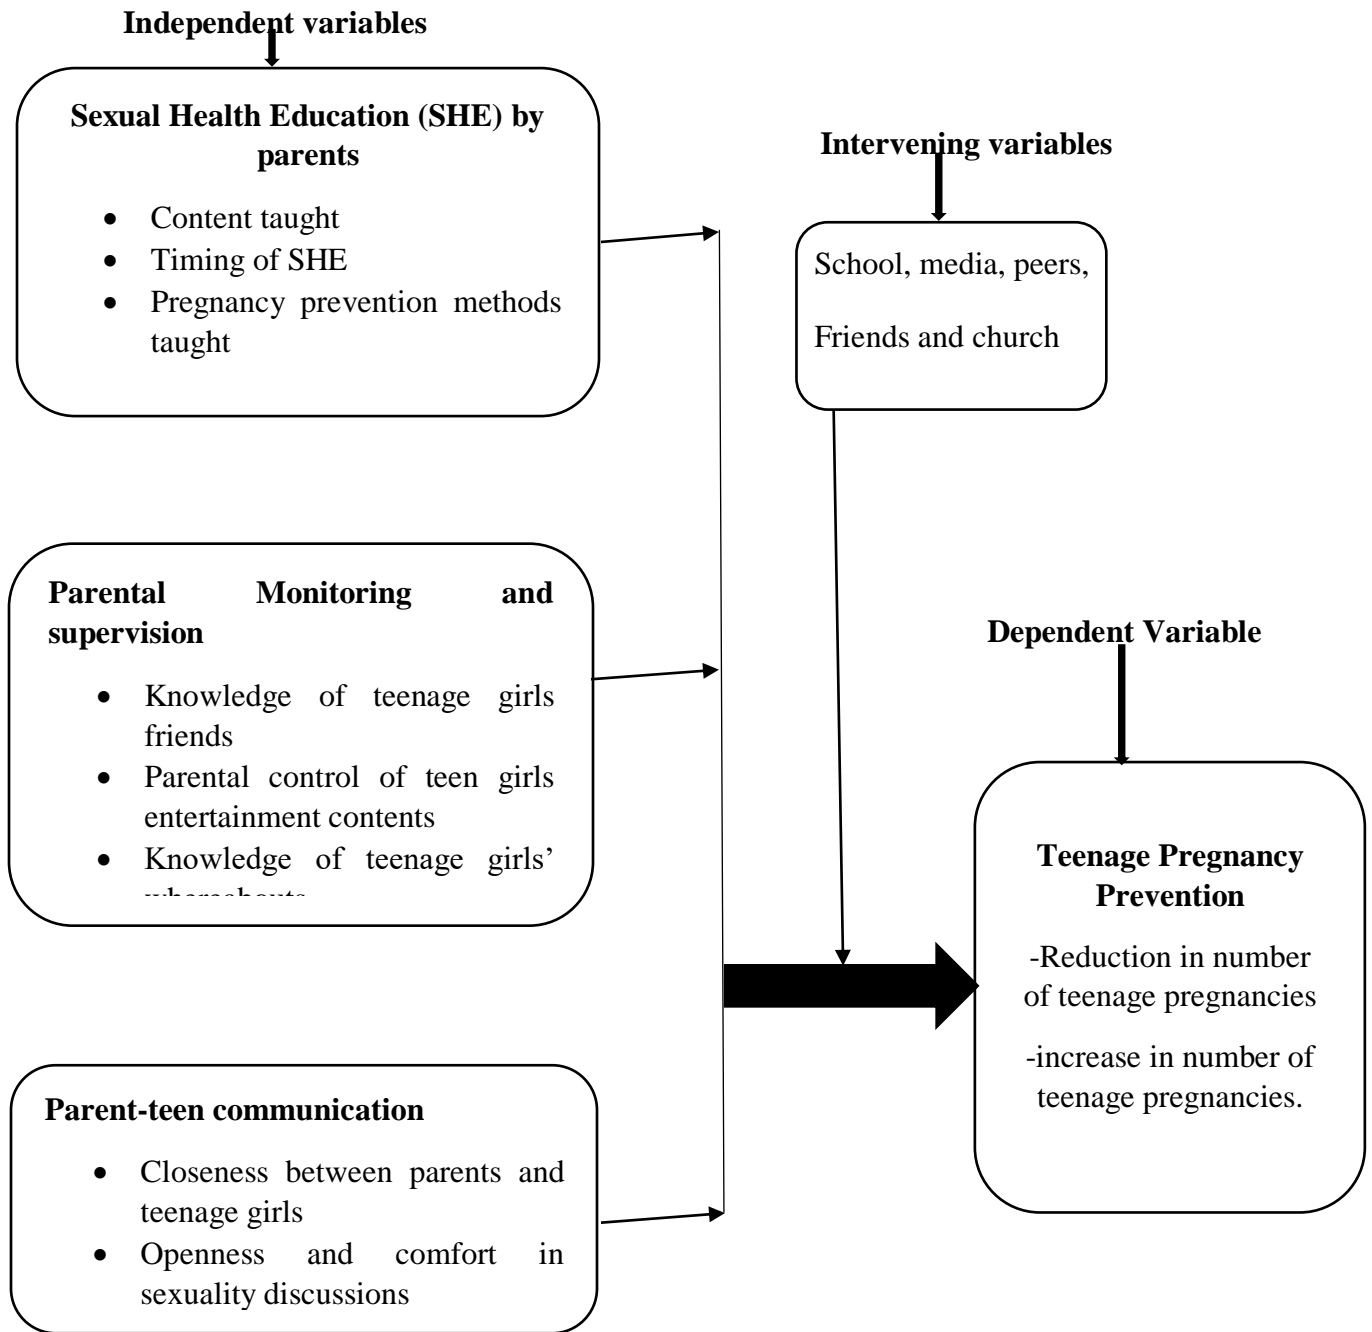 Independent variables
Sexual Health Education (SHE) by
parents
• Content taught
• Timing of SHE
• Pregnancy prevention methods
taught
Intervening variables
School, media, peers,
Friends and church
Parental Monitoring and
supervision
• Knowledge of teenage girls
friends
• Parental control of teen girls
entertainment contents
• Knowledge of teenage girls’
Dependent Variable
Teenage Pregnancy
Prevention
-Reduction in number
of teenage pregnancies
-increase in number of
teenage pregnancies.
Parent-teen communication
• Closeness between parents and
teenage girls
• Openness and comfort in
sexuality discussions